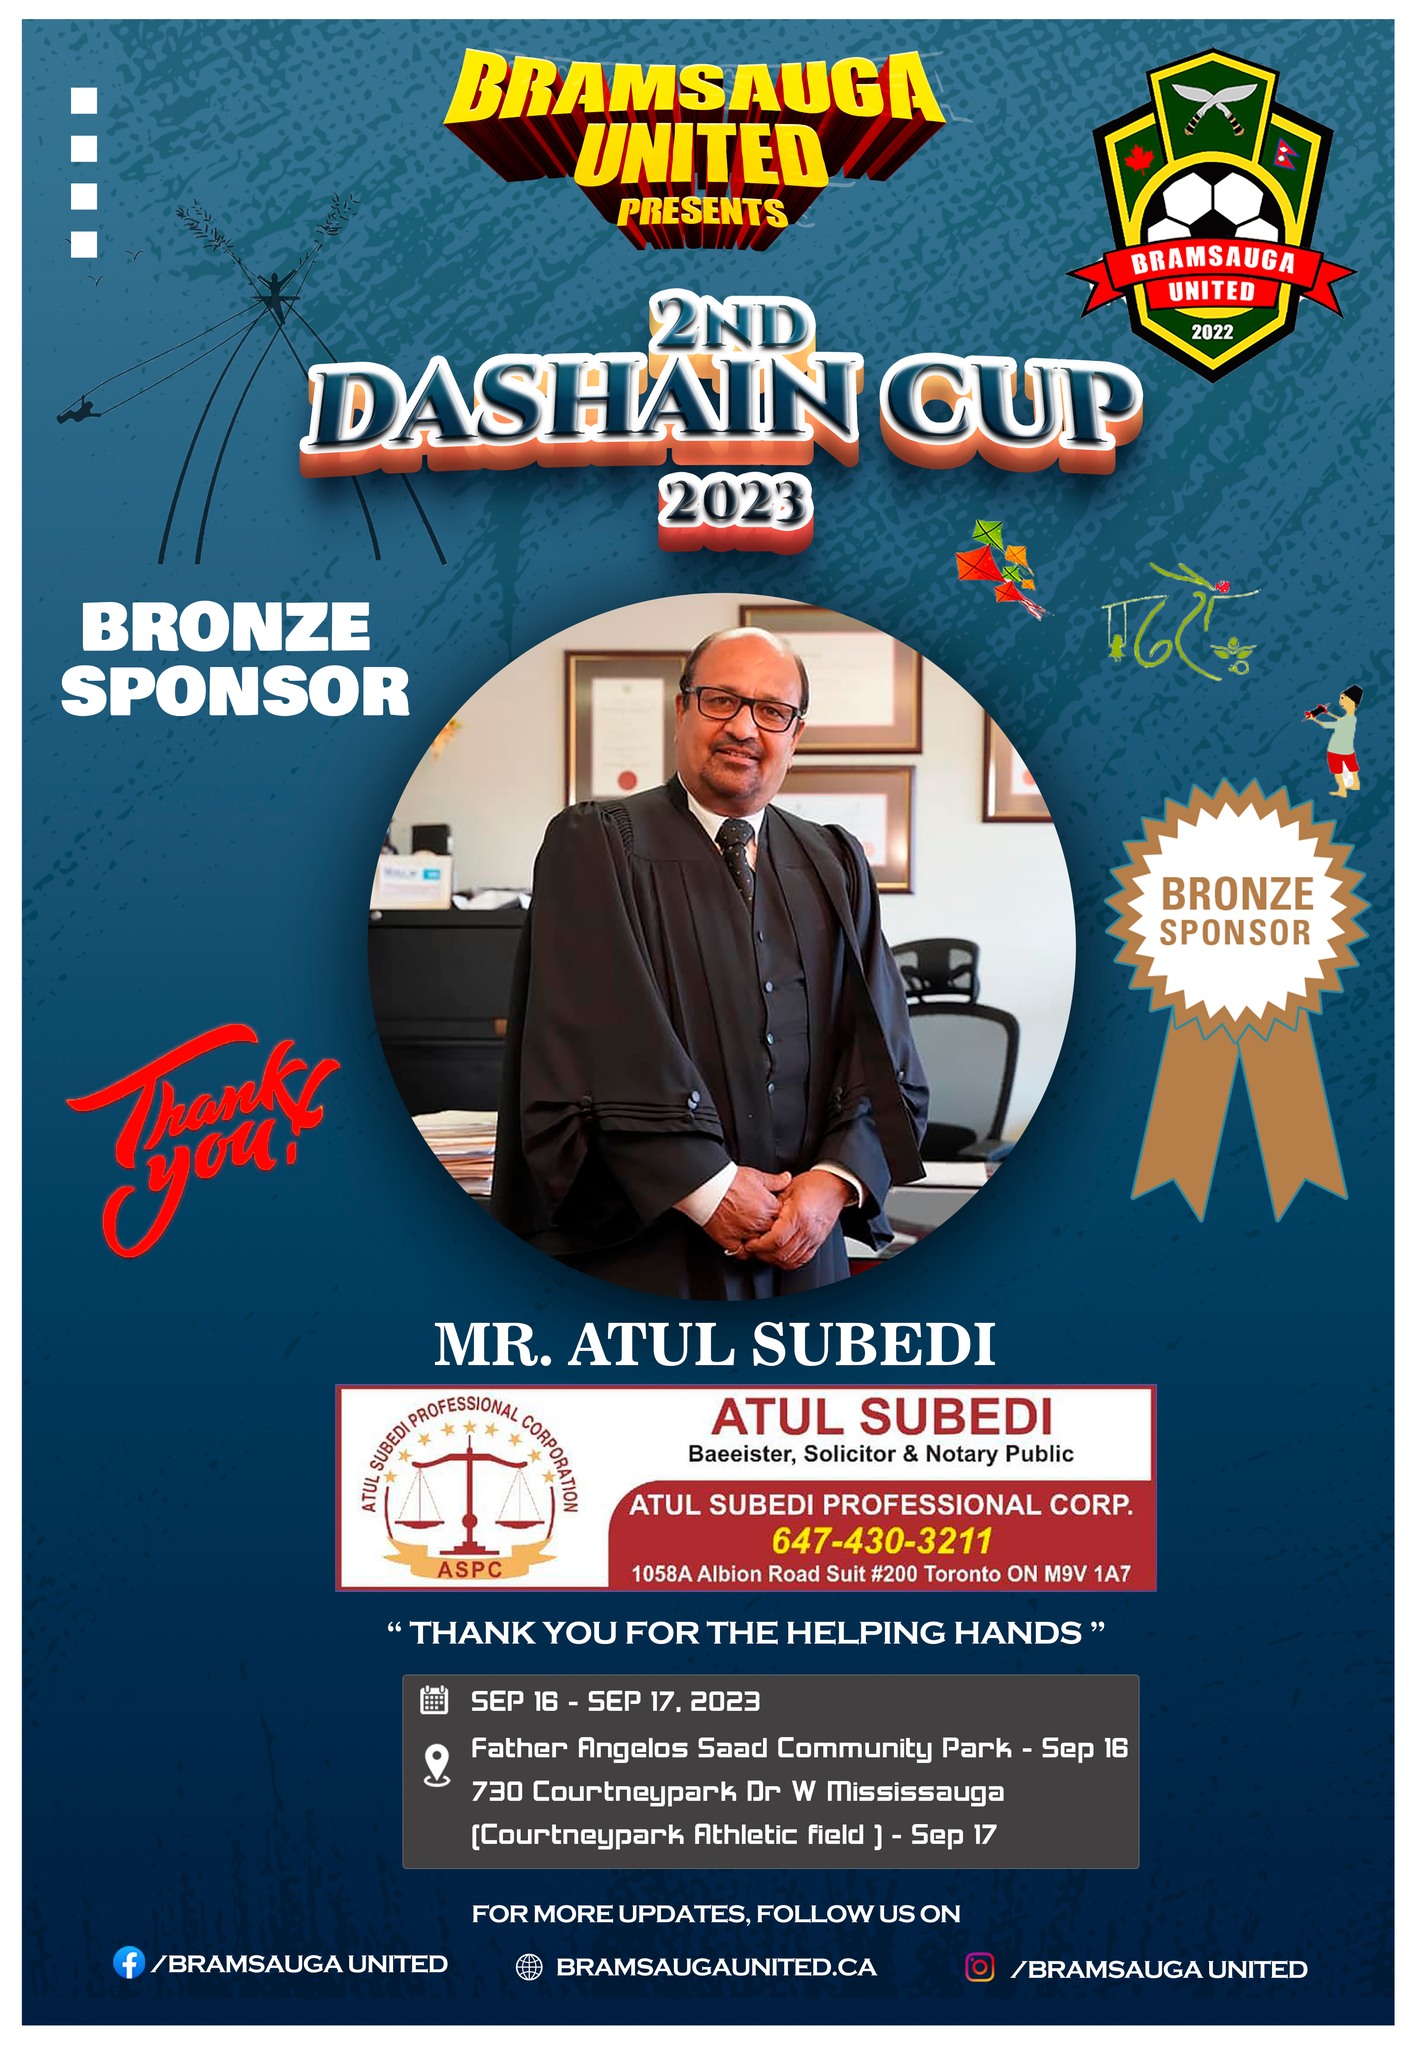 BRAMSAUGA
UNITED
PRESENTS
BRAMSAUGA
UNITED
2022
2ND
DASHAIN CUP
2023
BRONZE
SPONSOR
BRONZE
SPONSOR
Thank
you!
MR. ATUL SUBEDI
ATUL SUBEDI PROFESSIONAL CORPORATION
ASPC
ATUL SUBEDI
Baeeister, Solicitor & Notary Public
ATUL SUBEDI PROFESSIONAL CORP.
647-430-3211
1058A Albion Road Suit #200 Toronto ON M9V 1A7
“ THANK YOU FOR THE HELPING HANDS ”
SEP 16 - SEP 17, 2023
Father Angelos Saad Community Park - Sep 16
730 Courtneypark Dr W Mississauga
(Courtneypark Athletic field ) - Sep 17
FOR MORE UPDATES, FOLLOW US ON
/BRAMSAUGA UNITED
BRAMSAUGAUNITED.CA
/BRAMSAUGA UNITED